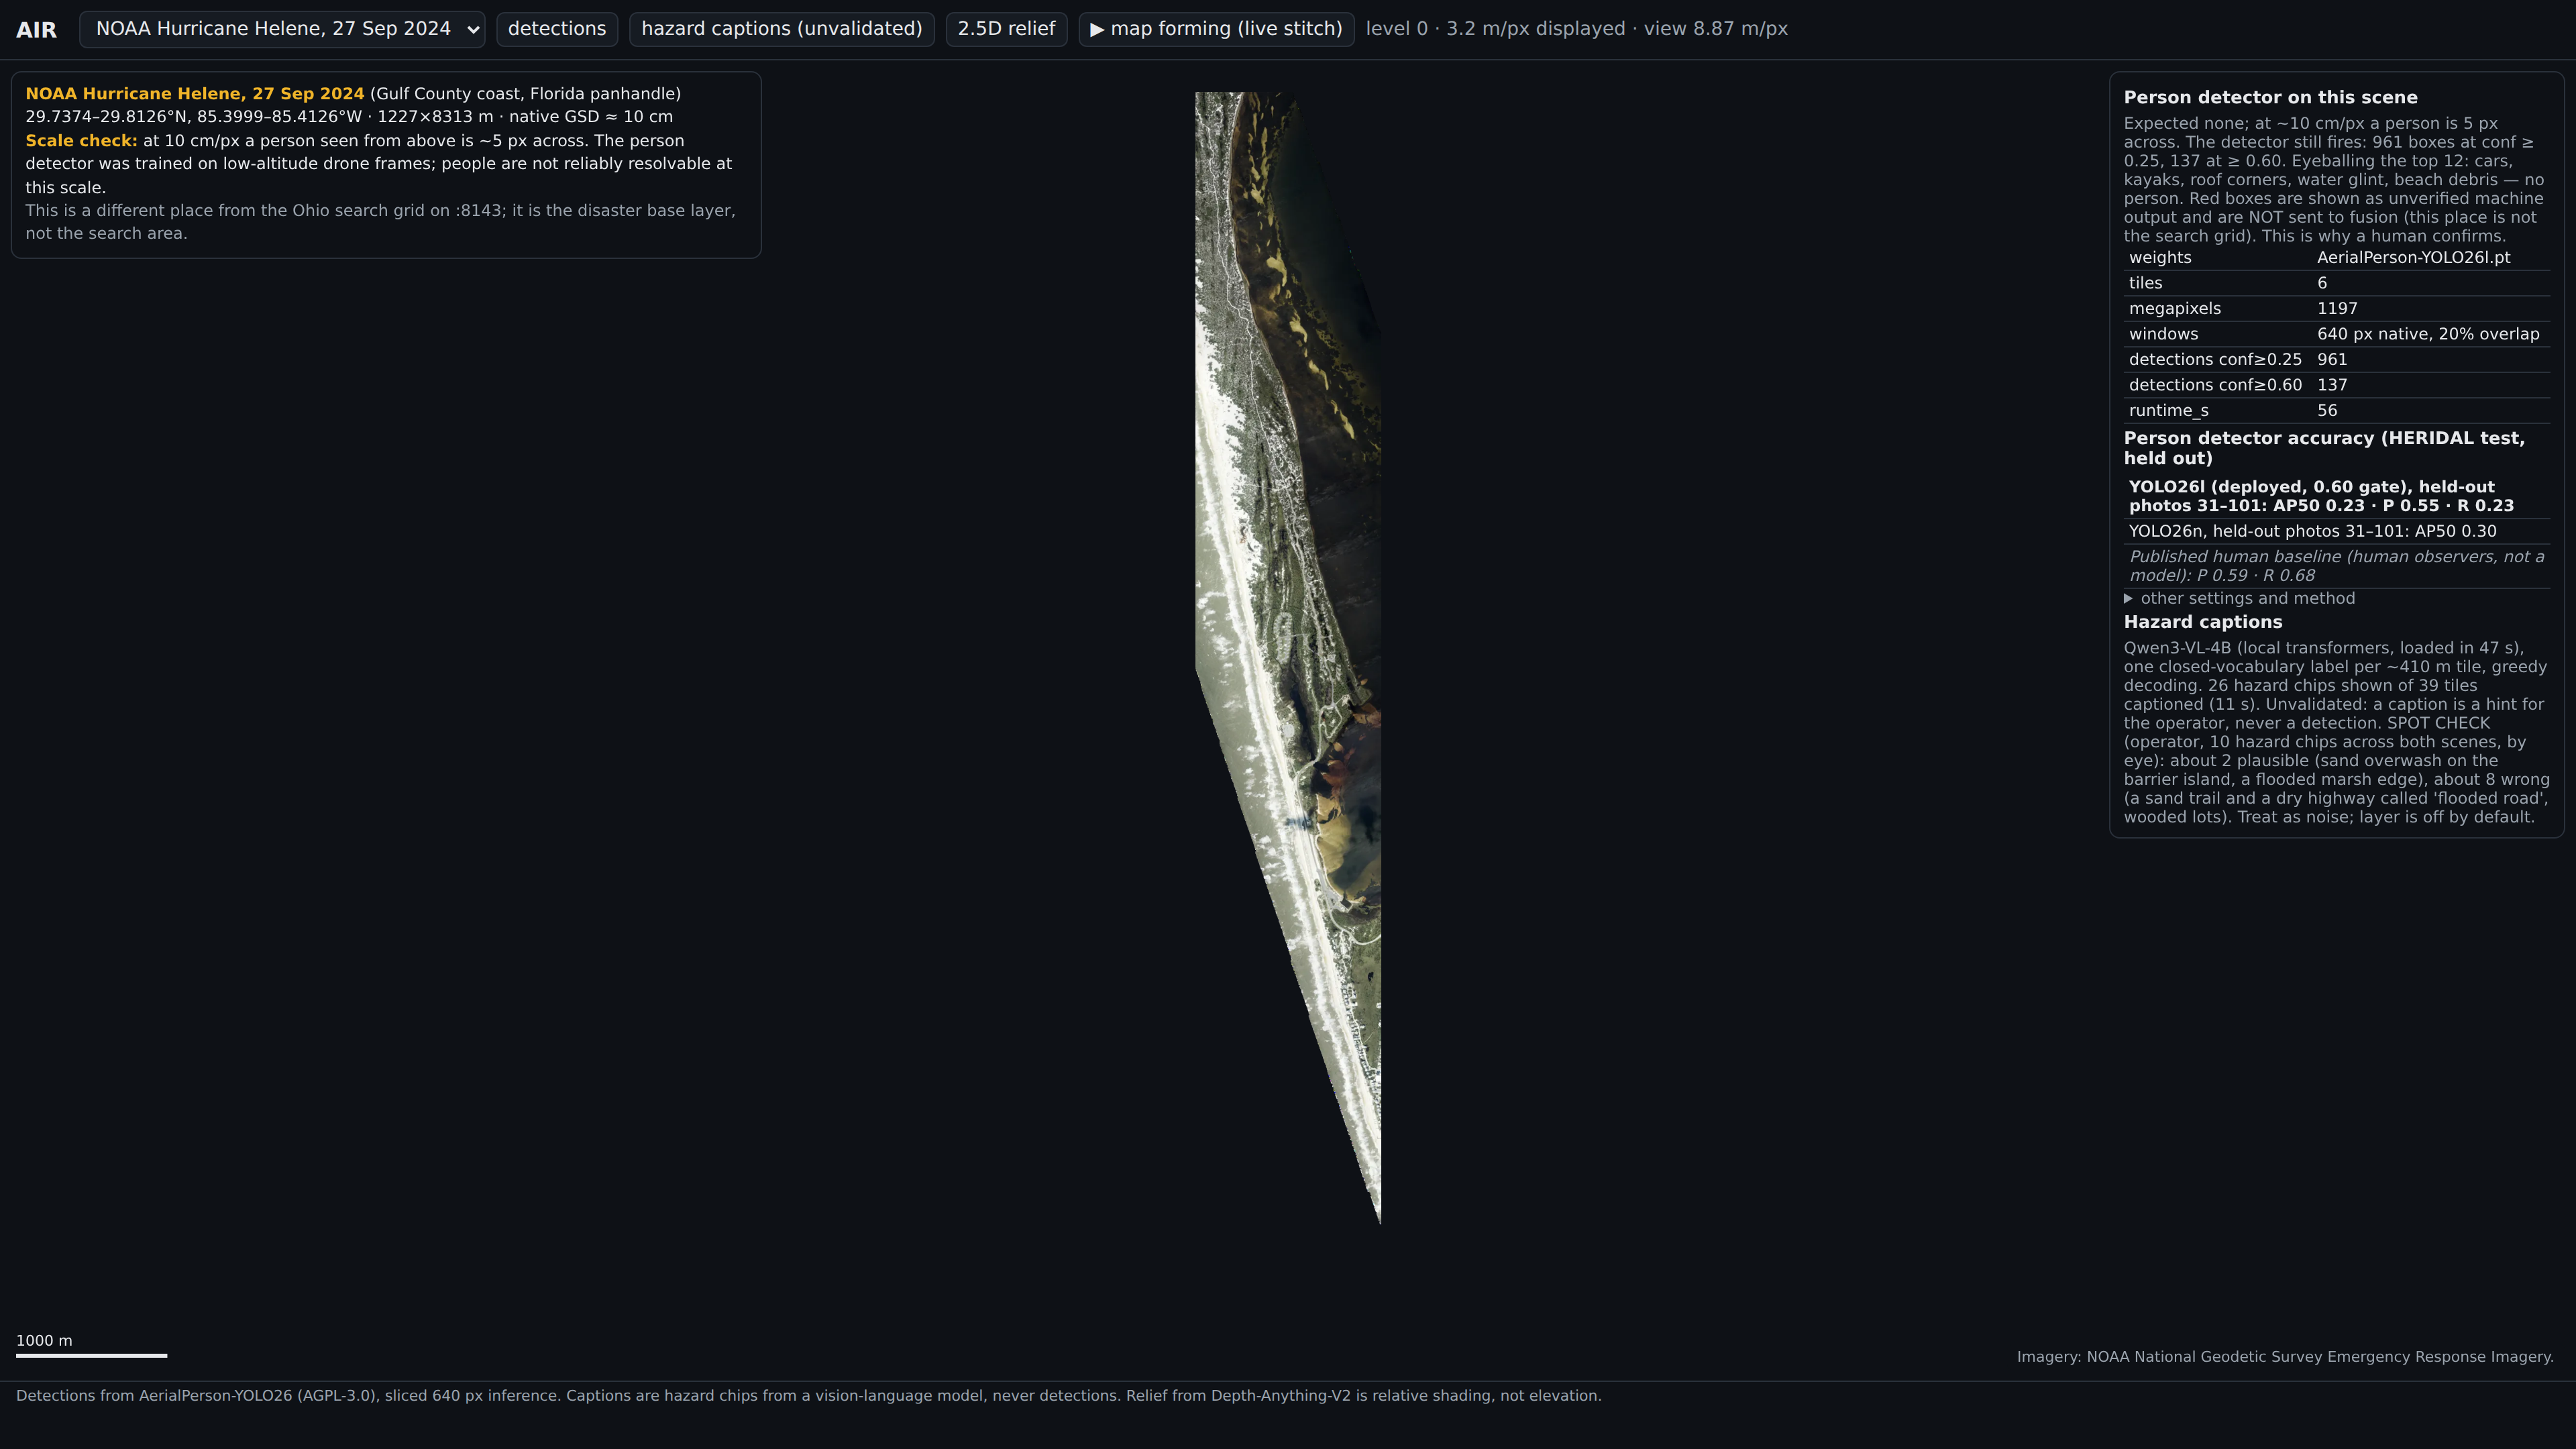 AIR
NOAA Hurricane Helene, 27 Sep 2024
detections
hazard captions (unvalidated)
2.5D relief
▶ map forming (live stitch)
level 0 · 3.2 m/px displayed · view 8.87 m/px
NOAA Hurricane Helene, 27 Sep 2024 (Gulf County coast, Florida panhandle)
29.7374–29.8126°N, 85.3999–85.4126°W · 1227×8313 m · native GSD ≈ 10 cm
Scale check: at 10 cm/px a person seen from above is ~5 px across. The person
detector was trained on low-altitude drone frames; people are not reliably resolvable at
this scale.
This is a different place from the Ohio search grid on :8143; it is the disaster base layer,
not the search area.
Person detector on this scene
Expected none; at ~10 cm/px a person is 5 px
across. The detector still fires: 961 boxes at conf ≥
0.25, 137 at ≥ 0.60. Eyeballing the top 12: cars,
kayaks, roof corners, water glint, beach debris — no
person. Red boxes are shown as unverified machine
output and are NOT sent to fusion (this place is not
the search grid). This is why a human confirms.
weights AerialPerson-YOLO26l.pt
tiles 6
megapixels 1197
windows 640 px native, 20% overlap
detections conf≥0.25 961
detections conf≥0.60 137
runtime_s 56
Person detector accuracy (HERIDAL test,
held out)
YOLO26l (deployed, 0.60 gate), held-out
photos 31–101: AP50 0.23 · P 0.55 · R 0.23
YOLO26n, held-out photos 31–101: AP50 0.30
Published human baseline (human observers, not a
model): P 0.59 · R 0.68
▶ other settings and method
Hazard captions
Qwen3-VL-4B (local transformers, loaded in 47 s),
one closed-vocabulary label per ~410 m tile, greedy
decoding. 26 hazard chips shown of 39 tiles
captioned (11 s). Unvalidated: a caption is a hint for
the operator, never a detection. SPOT CHECK
(operator, 10 hazard chips across both scenes, by
eye): about 2 plausible (sand overwash on the
barrier island, a flooded marsh edge), about 8 wrong
(a sand trail and a dry highway called 'flooded road',
wooded lots). Treat as noise; layer is off by default.
1000 m
Imagery: NOAA National Geodetic Survey Emergency Response Imagery.
Detections from AerialPerson-YOLO26 (AGPL-3.0), sliced 640 px inference. Captions are hazard chips from a vision-language model, never detections. Relief from Depth-Anything-V2 is relative shading, not elevation.